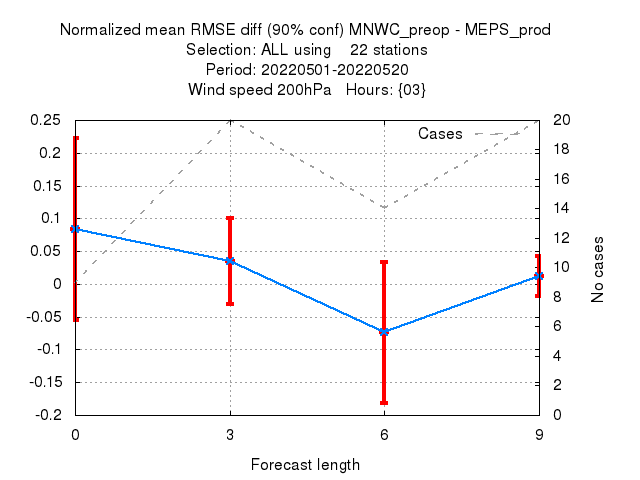 Normalized mean RMSE diff (90% conf) MNWC_preop - MEPS_prod
Selection: ALL using    22 stations
Period: 20220501-20220520
Wind speed 200hPa   Hours: {03}
Cases
0.25
0.2
0.15
0.1
0.05
0
-0.05
-0.1
-0.15
-0.2
20
18
16
14
12
10
8
6
4
2
0
No cases
0 3 6 9
Forecast length